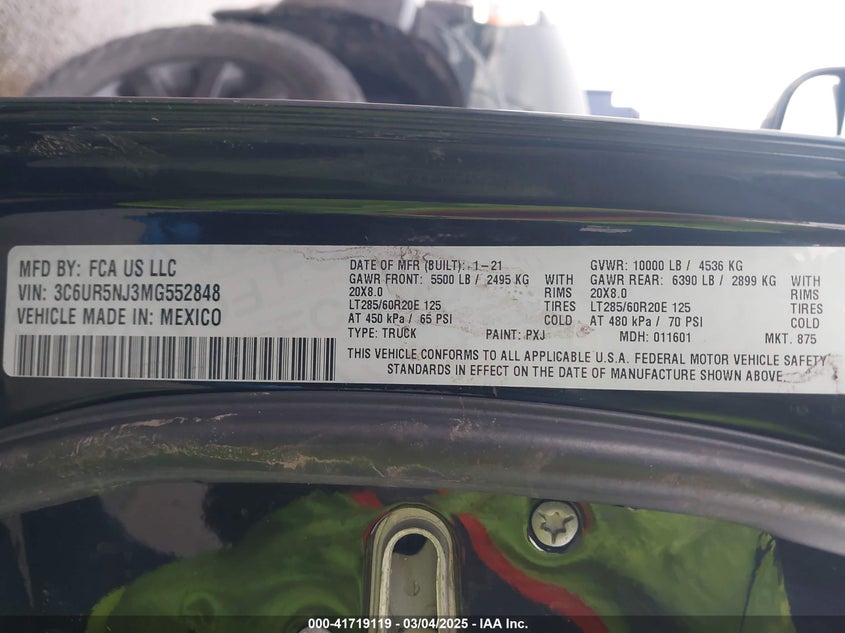 MFD BY: FCA US LLC
VIN: 3C6UR5NJ3MG552848
VEHICLE MADE IN: MEXICO
DATE OF MFR (BUILT): 1-21 GVWR: 10000 LB / 4536 KG
GAWR FRONT: 5500 LB / 2495 KG WITH GAWR REAR: 6390 LB / 2899 KG WITH
20X8.0 RIMS 20X8.0 RIMS
LT285/60R20E 125 TIRES LT285/60R20E 125 TIRES
AT 450 kPa / 65 PSI COLD AT 480 kPa / 70 PSI COLD
TYPE: TRUCK PAINT: PXJ MDH: 011601 MKT. 875
THIS VEHICLE CONFORMS TO ALL APPLICABLE U.S.A. FEDERAL MOTOR VEHICLE SAFETY
STANDARDS IN EFFECT ON THE DATE OF MANUFACTURE SHOWN ABOVE.
000-41719119 - 03/04/2025 - IAA Inc.